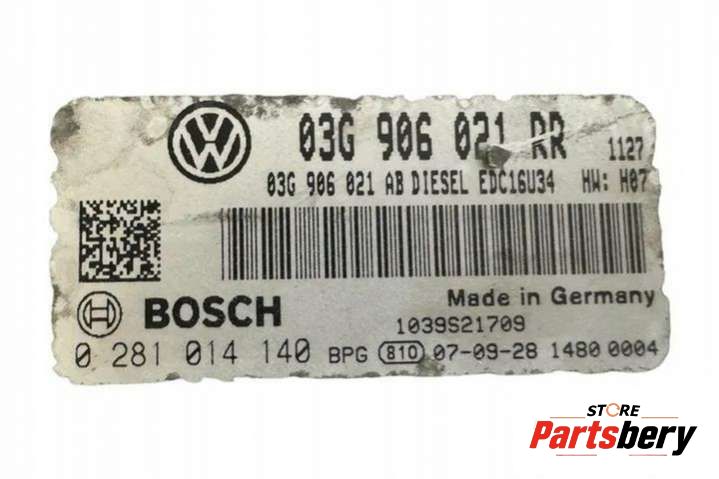 03G 906 021 RR 1127
03G 906 021 AB DIESEL EDC16U34 HW: H07
BOSCH
Made in Germany
1039S21709
0 281 014 140 BPG 810 07-09-28 1480 0004
STORE
Partsbery